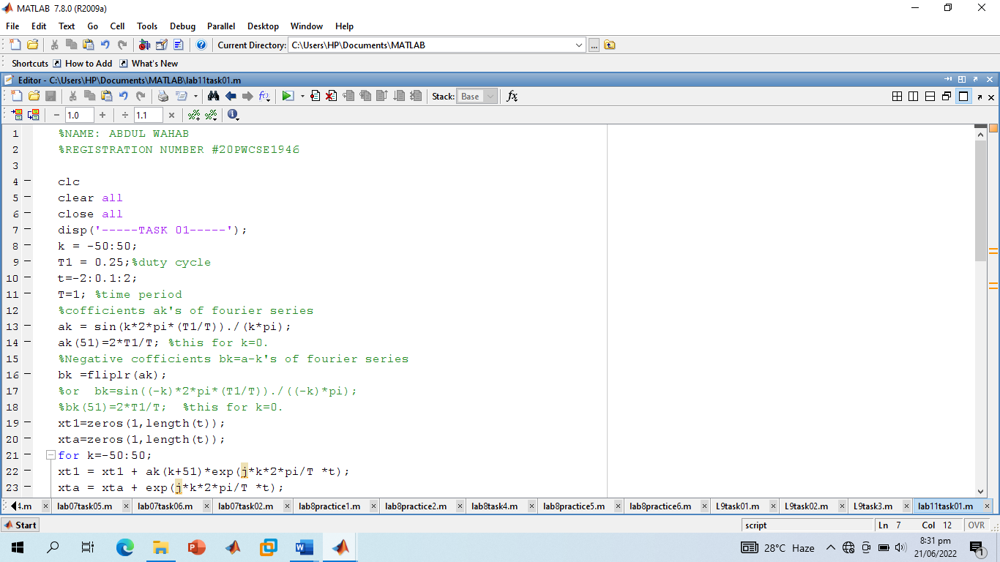 MATLAB 7.8.0 (R2009a)
File Edit Text Go Cell Tools Debug Parallel Desktop Window Help
Current Directory: C:\Users\HP\Documents\MATLAB ...
Shortcuts How to Add What's New
Editor - C:\Users\HP\Documents\MATLAB\lab11task01.m
Stack: Base fx
− 1.0 + ÷ 1.1 ×
1 %NAME: ABDUL WAHAB
2 %REGISTRATION NUMBER #20PWCSE1946
3
4 − clc
5 − clear all
6 − close all
7 − disp('-----TASK 01-----');
8 − k = -50:50;
9 − T1 = 0.25;%duty cycle
10 − t=-2:0.1:2;
11 − T=1; %time period
12 %cofficients ak's of fourier series
13 − ak = sin(k*2*pi*(T1/T))./(k*pi);
14 − ak(51)=2*T1/T; %this for k=0.
15 %Negative cofficients bk=a-k's of fourier series
16 − bk =fliplr(ak);
17 %or  bk=sin((-k)*2*pi*(T1/T))./((-k)*pi);
18 %bk(51)=2*T1/T;  %this for k=0.
19 − xt1=zeros(1,length(t));
20 − xta=zeros(1,length(t));
21 − for k=-50:50;
22 − xt1 = xt1 + ak(k+51)*exp(j*k*2*pi/T *t);
23 − xta = xta + exp(j*k*2*pi/T *t);
4.m lab07task05.m lab07task06.m lab07task02.m lab8practice1.m lab8practice2.m lab8task4.m lab8practice5.m lab8practice6.m L9task01.m L9task02.m L9task3.m lab11task01.m
Start script Ln 7 Col 12 OVR
28°C Haze 8:31 pm
21/06/2022 1